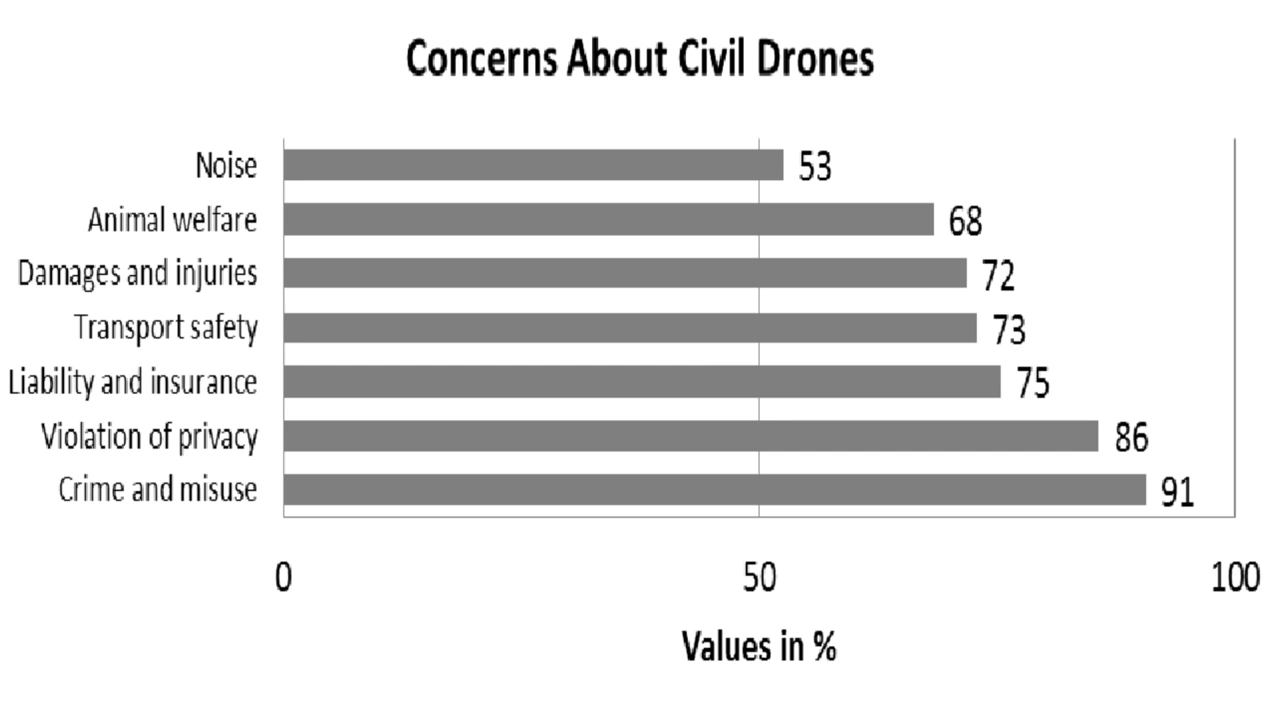 Concerns About Civil Drones
Noise 53
Animal welfare 68
Damages and injuries 72
Transport safety 73
Liability and insurance 75
Violation of privacy 86
Crime and misuse 91
0 50 100
Values in %